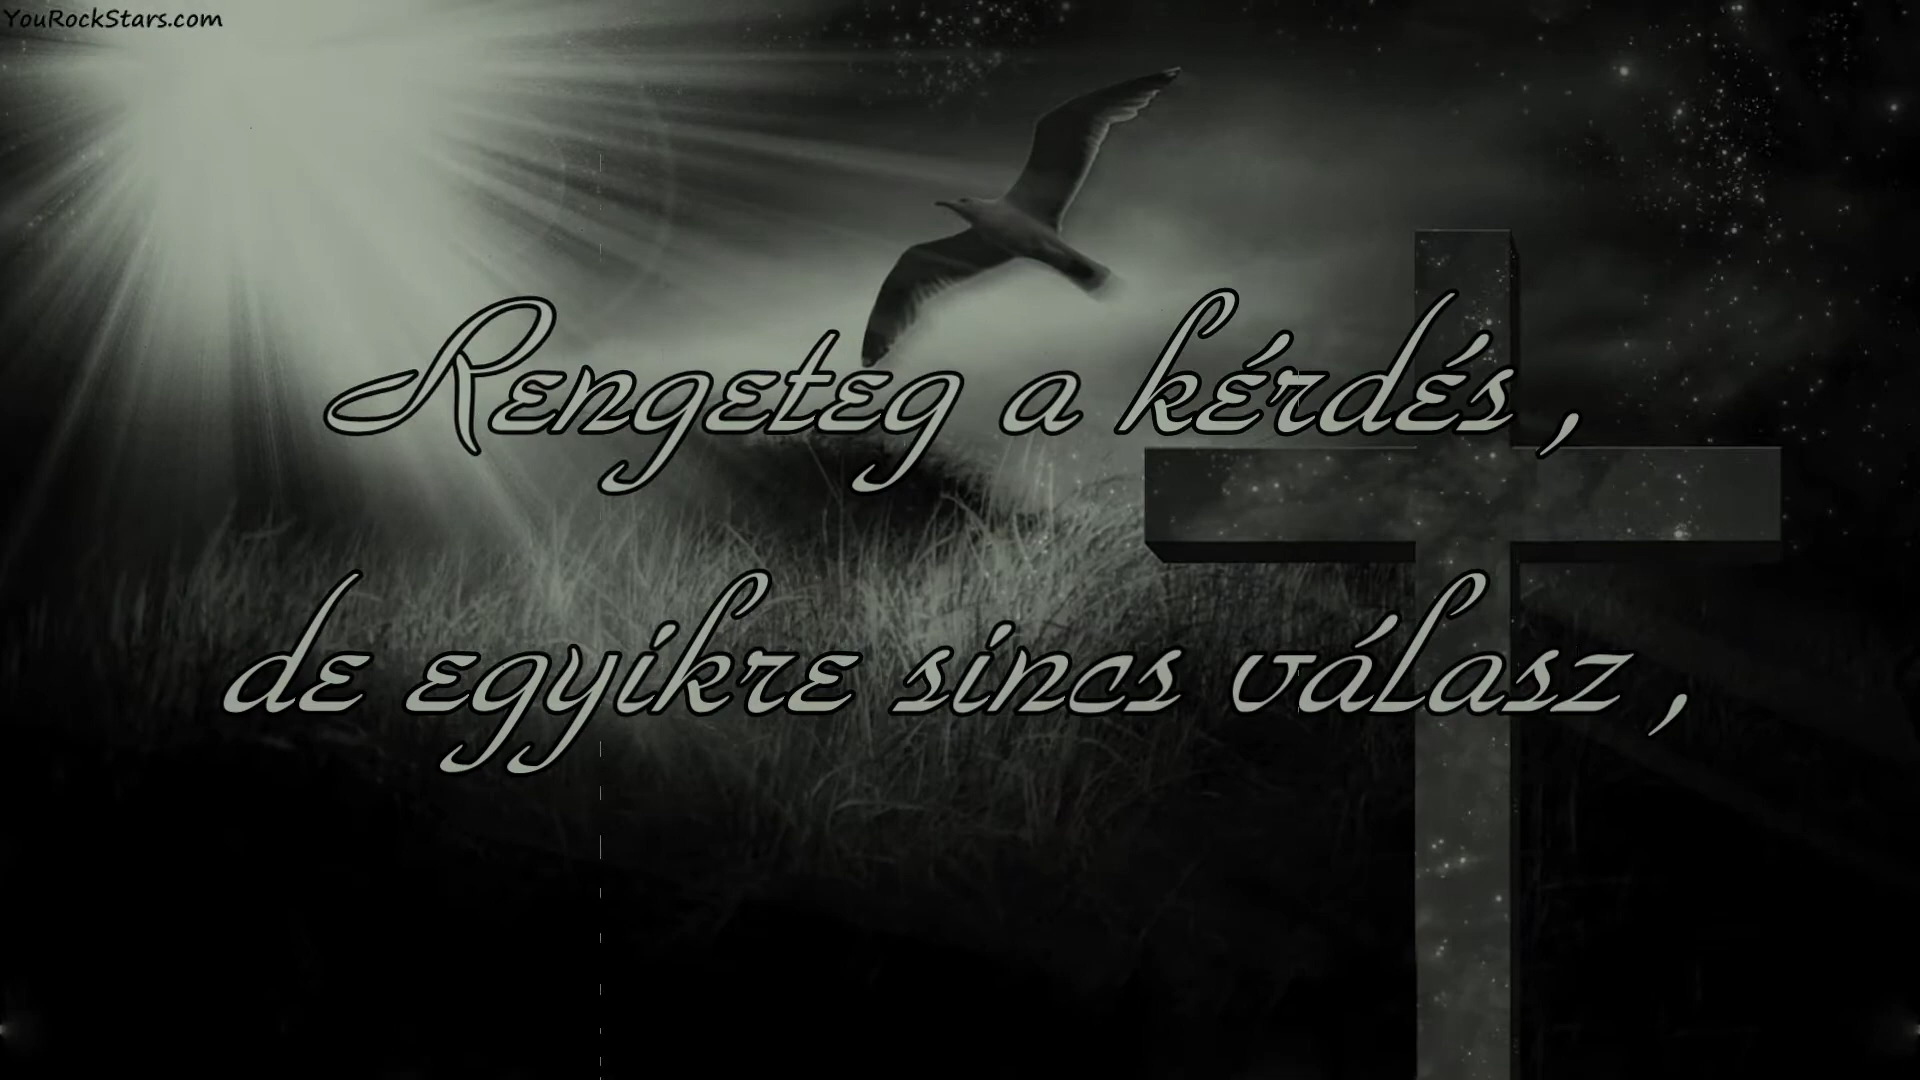 YouRockStars.com
Rengeteg a kérdés ,
de egyikre sincs válasz ,